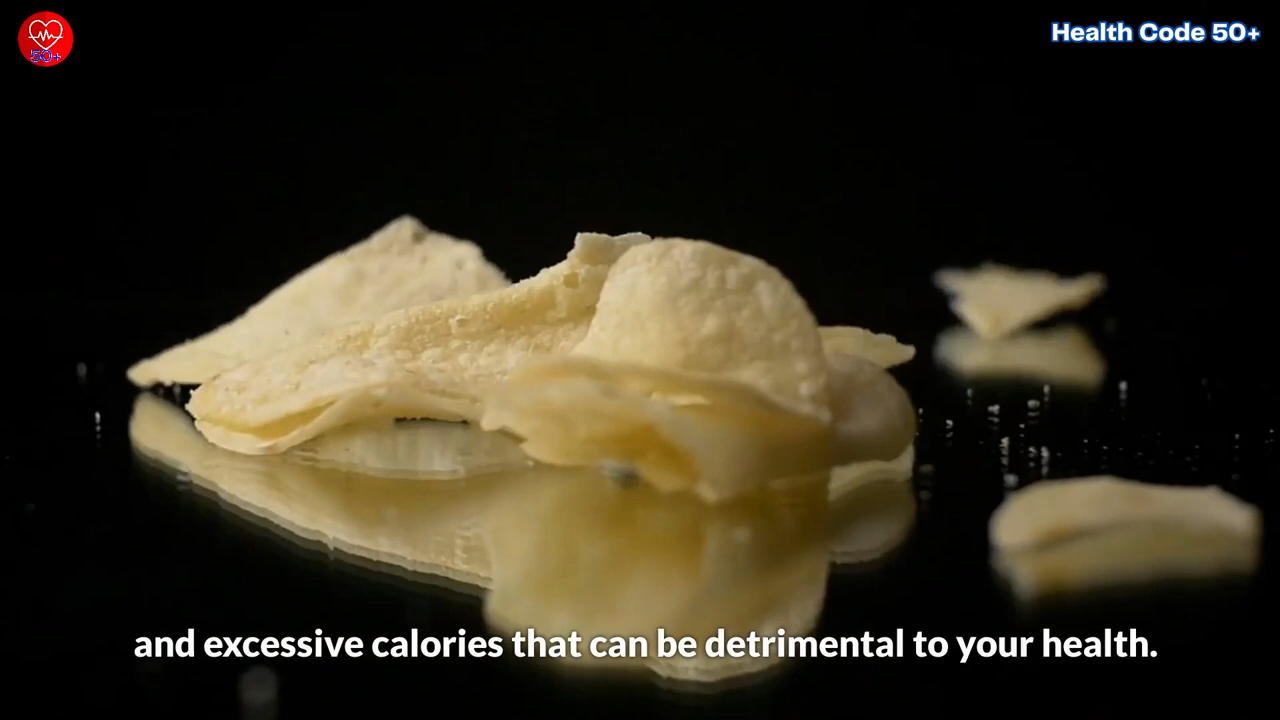 50+
Health Code 50+
and excessive calories that can be detrimental to your health.